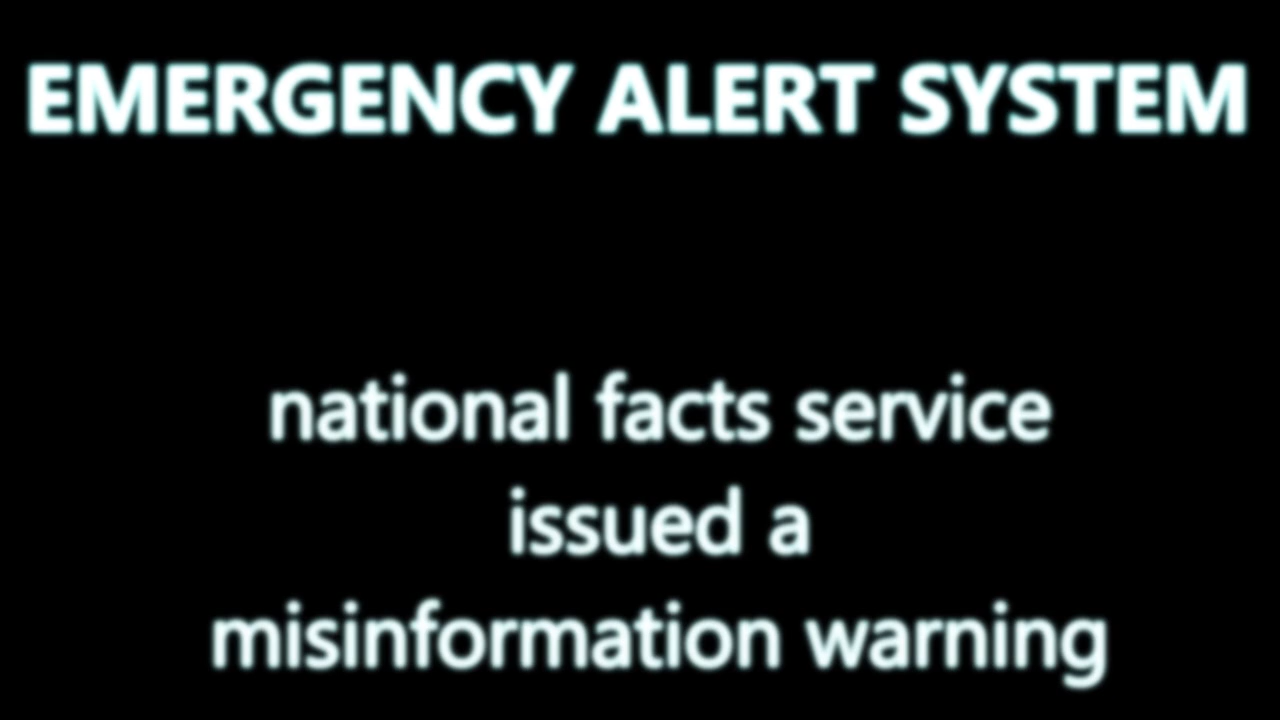 EMERGENCY ALERT SYSTEM
national facts service
issued a
misinformation warning